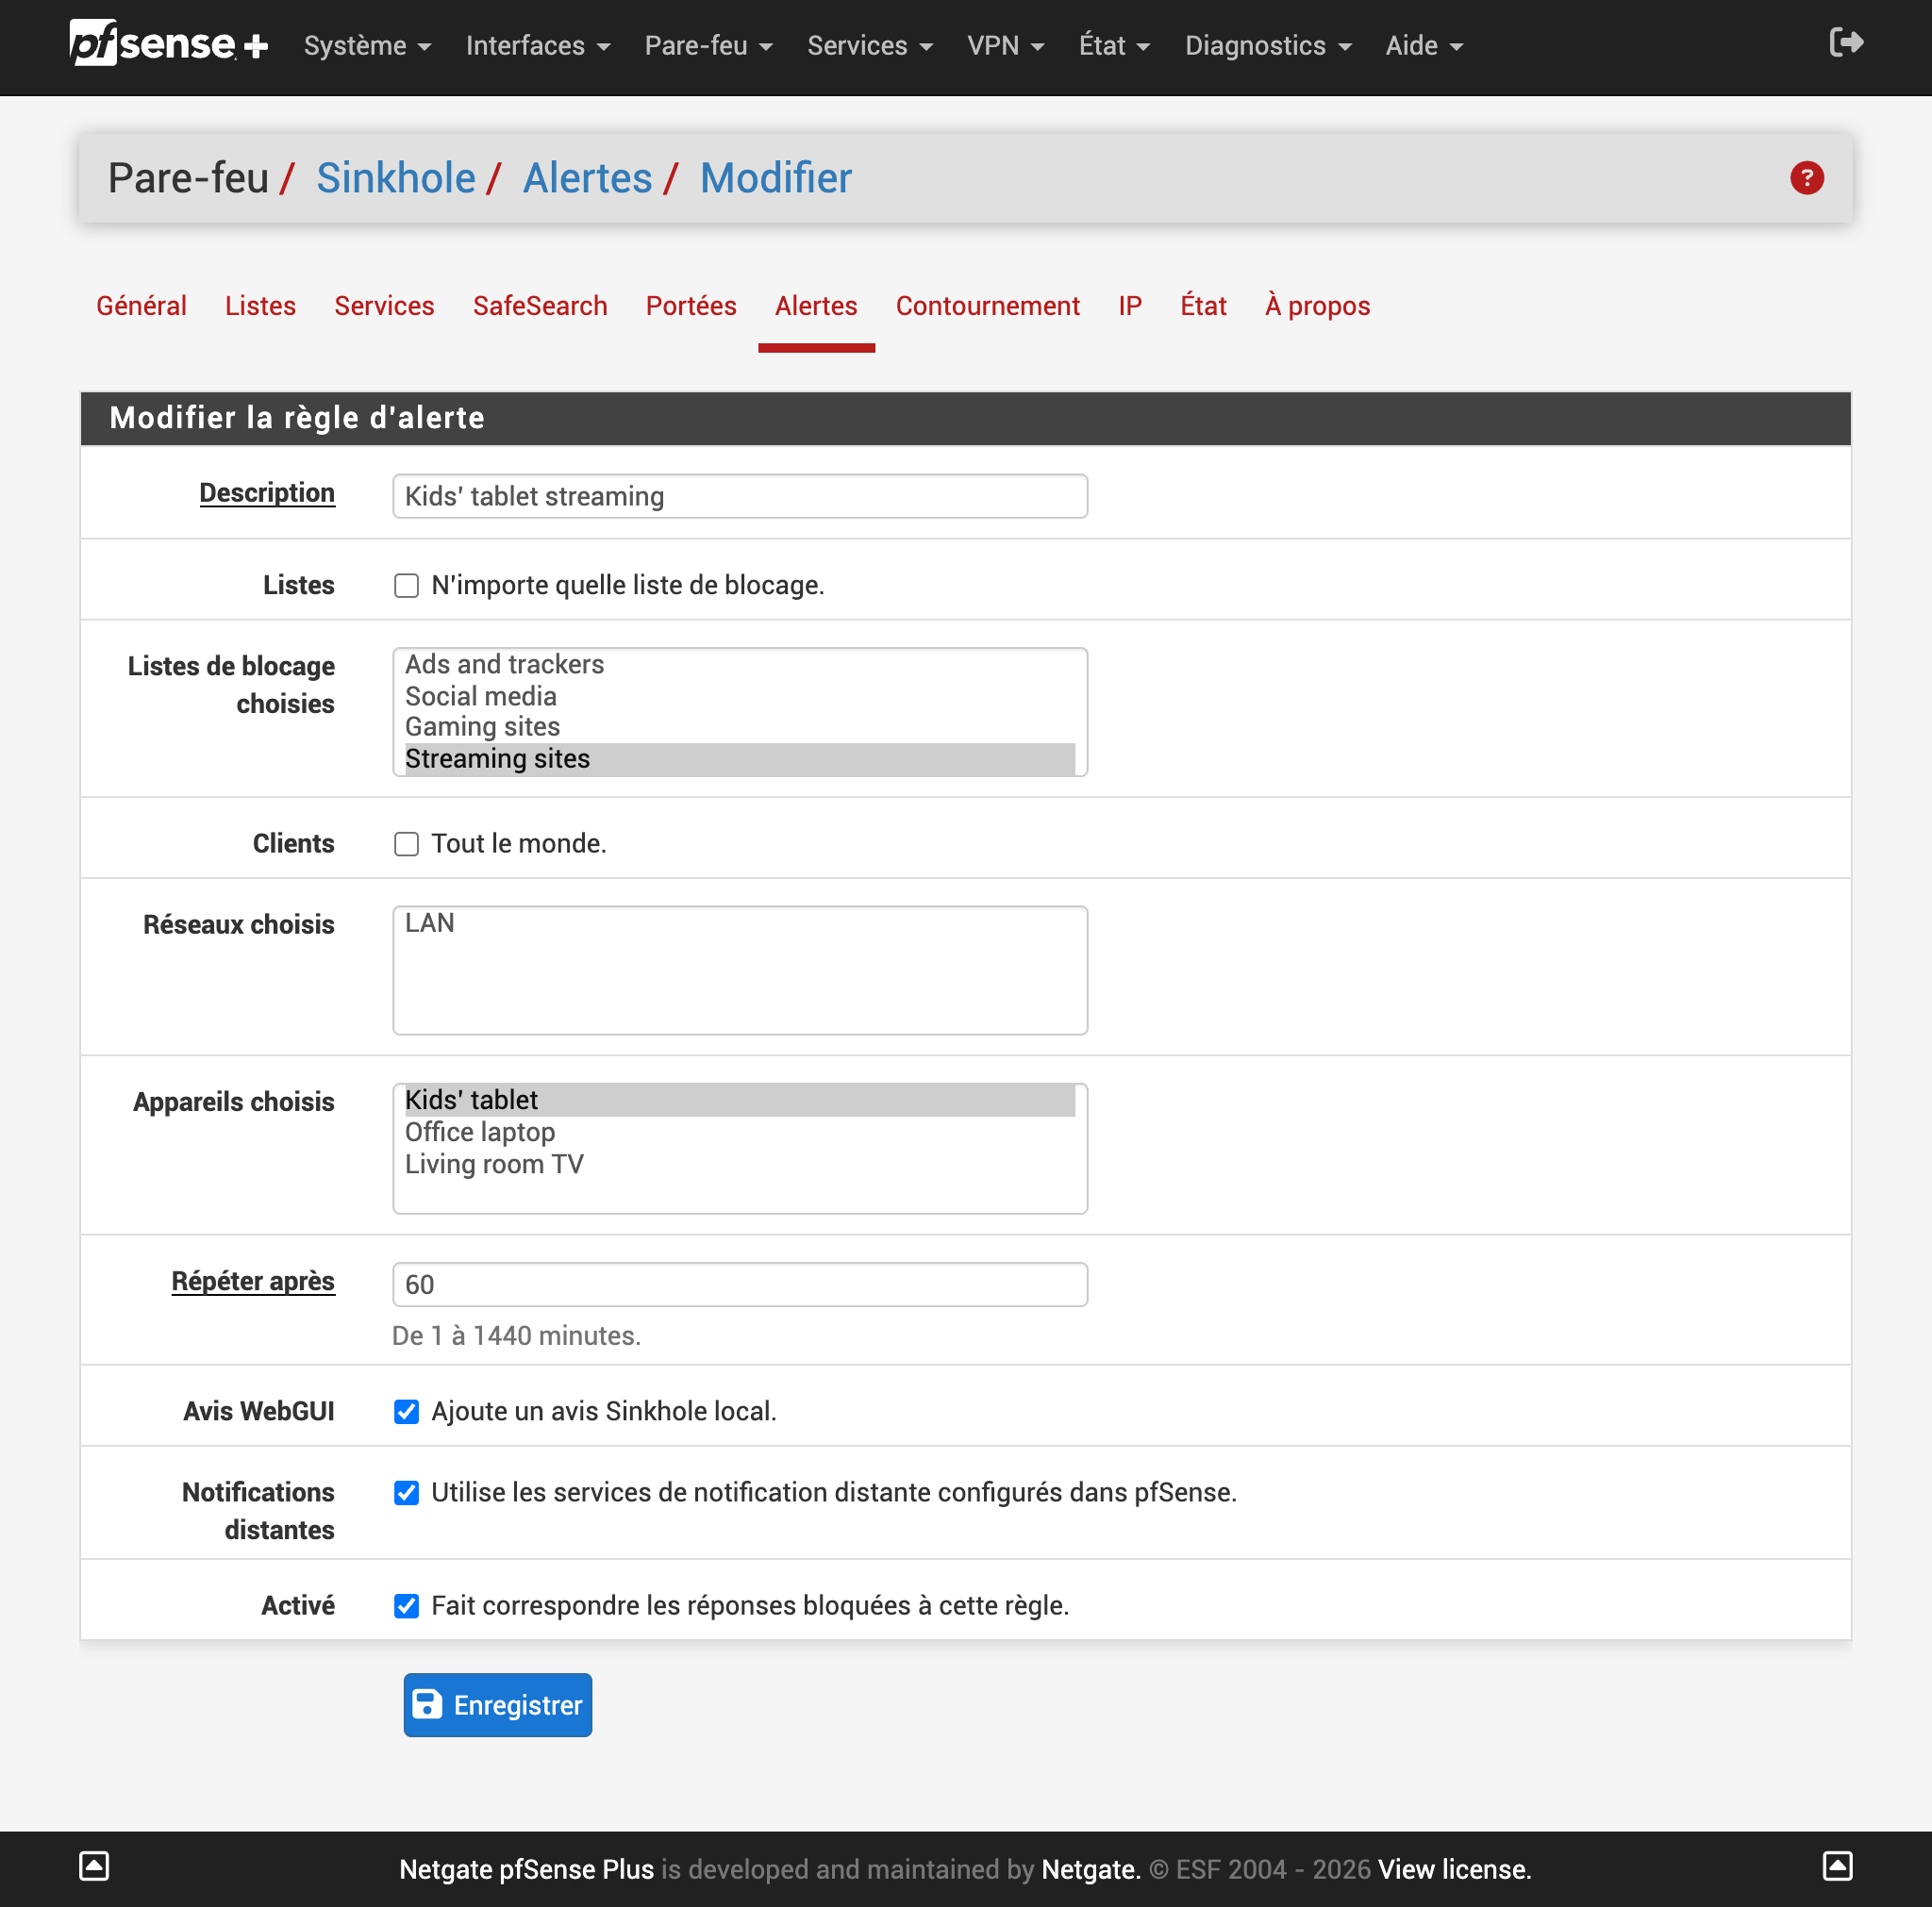 pfsense +
Système Interfaces Pare-feu Services VPN État Diagnostics Aide
Pare-feu / Sinkhole / Alertes / Modifier
?
Général Listes Services SafeSearch Portées Alertes Contournement IP État À propos
Modifier la règle d'alerte
Description Kids' tablet streaming
Listes N'importe quelle liste de blocage.
Listes de blocage choisies
Ads and trackers
Social media
Gaming sites
Streaming sites
Clients Tout le monde.
Réseaux choisis LAN
Appareils choisis Kids' tablet
Office laptop
Living room TV
Répéter après 60
De 1 à 1440 minutes.
Avis WebGUI Ajoute un avis Sinkhole local.
Notifications distantes Utilise les services de notification distante configurés dans pfSense.
Activé Fait correspondre les réponses bloquées à cette règle.
Enregistrer
Netgate pfSense Plus is developed and maintained by Netgate. © ESF 2004 - 2026 View license.